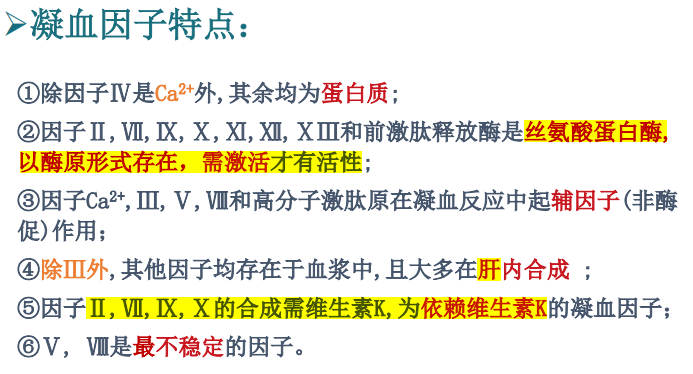 ➢凝血因子特点:
①除因子Ⅳ是Ca²⁺外,其余均为蛋白质;
②因子Ⅱ,Ⅶ,Ⅸ,Ⅹ,Ⅺ,Ⅻ,ⅩⅢ和前激肽释放酶是丝氨酸蛋白酶,
以酶原形式存在，需激活才有活性;
③因子Ca²⁺,Ⅲ,Ⅴ,Ⅷ和高分子激肽原在凝血反应中起辅因子(非酶
促)作用;
④除Ⅲ外,其他因子均存在于血浆中,且大多在肝内合成 ;
⑤因子Ⅱ,Ⅶ,Ⅸ,Ⅹ的合成需维生素K,为依赖维生素K的凝血因子;
⑥Ⅴ, Ⅷ是最不稳定的因子。